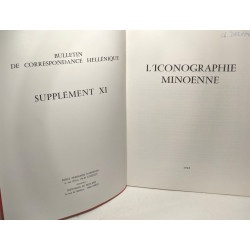 BULLETIN
DE CORRESPONDANCE HELLÉNIQUE
SUPPLÉMENT XI
L'ICONOGRAPHIE
MINOENNE